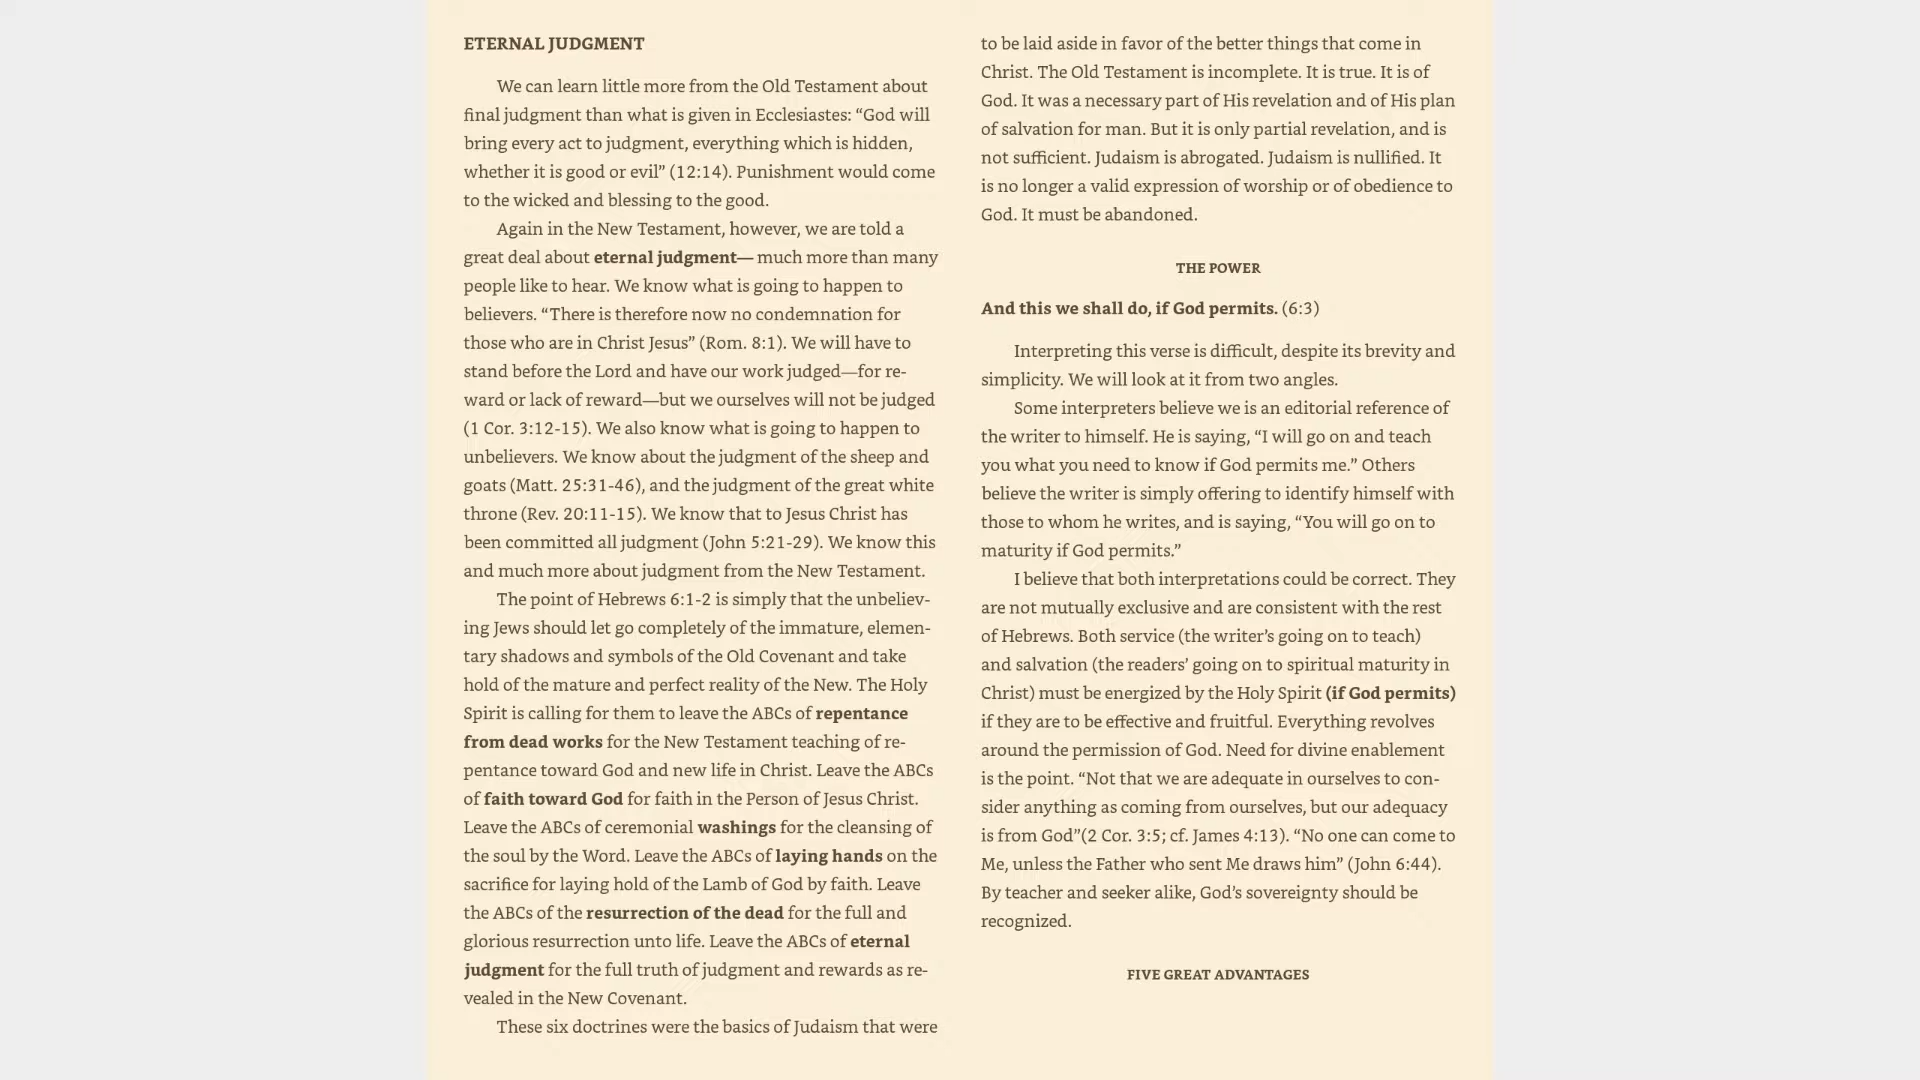 ETERNAL JUDGMENT
We can learn little more from the Old Testament about
final judgment than what is given in Ecclesiastes: “God will
bring every act to judgment, everything which is hidden,
whether it is good or evil” (12:14). Punishment would come
to the wicked and blessing to the good.
Again in the New Testament, however, we are told a
great deal about eternal judgment— much more than many
people like to hear. We know what is going to happen to
believers. “There is therefore now no condemnation for
those who are in Christ Jesus” (Rom. 8:1). We will have to
stand before the Lord and have our work judged—for re-
ward or lack of reward—but we ourselves will not be judged
(1 Cor. 3:12-15). We also know what is going to happen to
unbelievers. We know about the judgment of the sheep and
goats (Matt. 25:31-46), and the judgment of the great white
throne (Rev. 20:11-15). We know that to Jesus Christ has
been committed all judgment (John 5:21-29). We know this
and much more about judgment from the New Testament.
The point of Hebrews 6:1-2 is simply that the unbeliev-
ing Jews should let go completely of the immature, elemen-
tary shadows and symbols of the Old Covenant and take
hold of the mature and perfect reality of the New. The Holy
Spirit is calling for them to leave the ABCs of repentance
from dead works for the New Testament teaching of re-
pentance toward God and new life in Christ. Leave the ABCs
of faith toward God for faith in the Person of Jesus Christ.
Leave the ABCs of ceremonial washings for the cleansing of
the soul by the Word. Leave the ABCs of laying hands on the
sacrifice for laying hold of the Lamb of God by faith. Leave
the ABCs of the resurrection of the dead for the full and
glorious resurrection unto life. Leave the ABCs of eternal
judgment for the full truth of judgment and rewards as re-
vealed in the New Covenant.
These six doctrines were the basics of Judaism that were
to be laid aside in favor of the better things that come in
Christ. The Old Testament is incomplete. It is true. It is of
God. It was a necessary part of His revelation and of His plan
of salvation for man. But it is only partial revelation, and is
not sufficient. Judaism is abrogated. Judaism is nullified. It
is no longer a valid expression of worship or of obedience to
God. It must be abandoned.
THE POWER
And this we shall do, if God permits. (6:3)
Interpreting this verse is difficult, despite its brevity and
simplicity. We will look at it from two angles.
Some interpreters believe we is an editorial reference of
the writer to himself. He is saying, “I will go on and teach
you what you need to know if God permits me.” Others
believe the writer is simply offering to identify himself with
those to whom he writes, and is saying, “You will go on to
maturity if God permits.”
I believe that both interpretations could be correct. They
are not mutually exclusive and are consistent with the rest
of Hebrews. Both service (the writer’s going on to teach)
and salvation (the readers’ going on to spiritual maturity in
Christ) must be energized by the Holy Spirit (if God permits)
if they are to be effective and fruitful. Everything revolves
around the permission of God. Need for divine enablement
is the point. “Not that we are adequate in ourselves to con-
sider anything as coming from ourselves, but our adequacy
is from God”(2 Cor. 3:5; cf. James 4:13). “No one can come to
Me, unless the Father who sent Me draws him” (John 6:44).
By teacher and seeker alike, God’s sovereignty should be
recognized.
FIVE GREAT ADVANTAGES